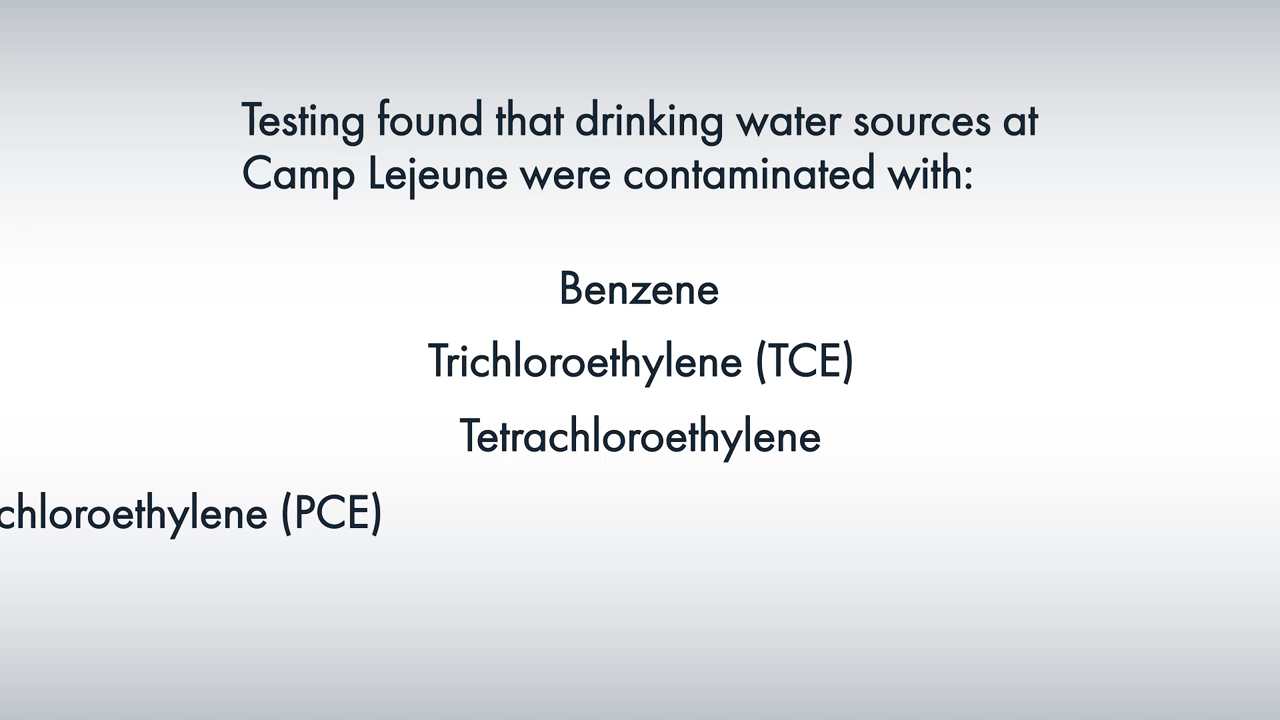 Testing found that drinking water sources at
Camp Lejeune were contaminated with:
Benzene
Trichloroethylene (TCE)
Tetrachloroethylene
chloroethylene (PCE)